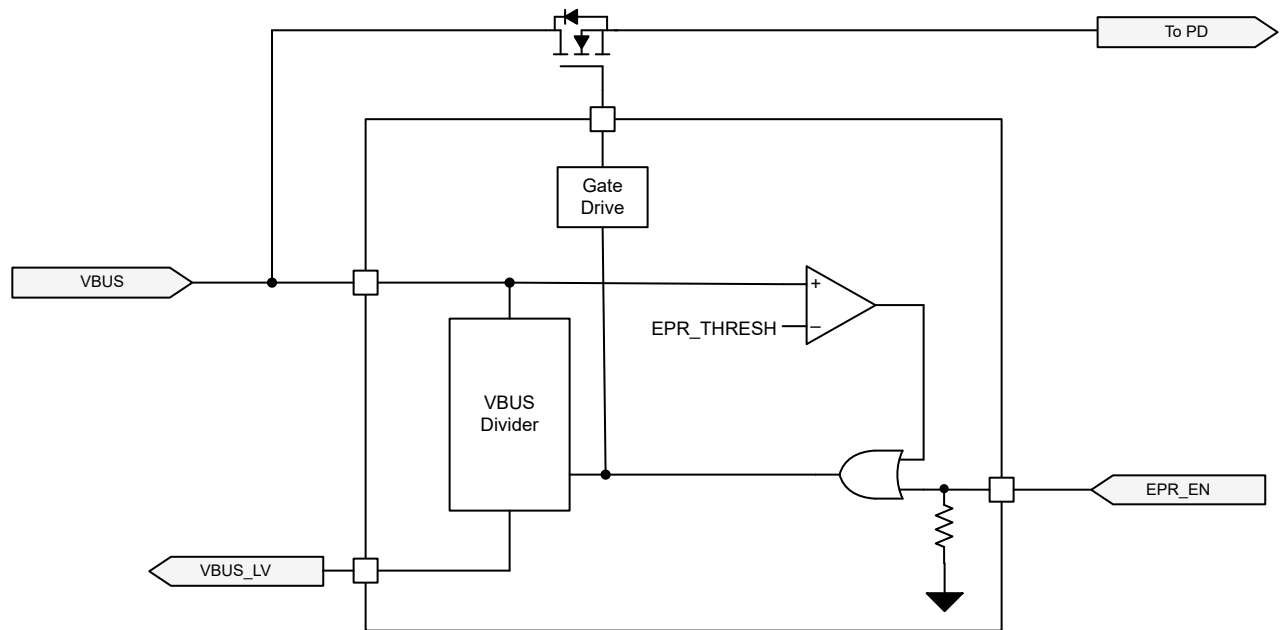 To PD
Gate
Drive
VBUS
+
EPR_THRESH
–
VBUS
Divider
EPR_EN
VBUS_LV